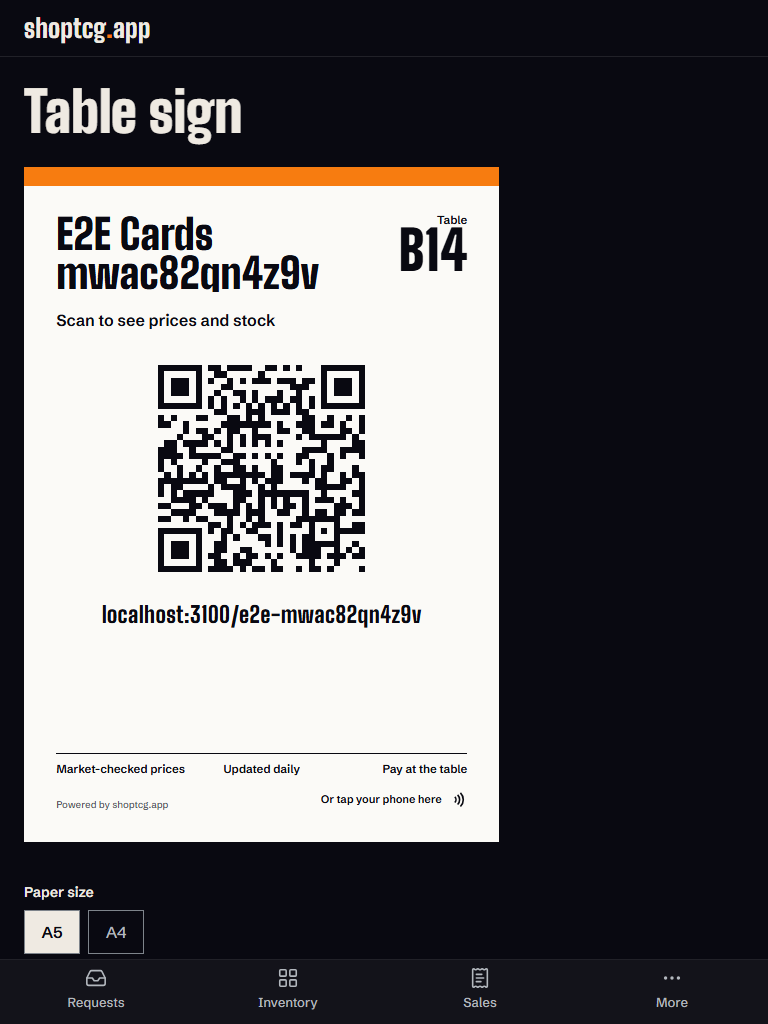 shoptcg.app
Table sign
E2E Cards
mwac82qn4z9v
Table
B14
Scan to see prices and stock
localhost:3100/e2e-mwac82qn4z9v
Market-checked prices
Updated daily
Pay at the table
Powered by shoptcg.app
Or tap your phone here
Paper size
A5
A4
Requests
Inventory
Sales
More